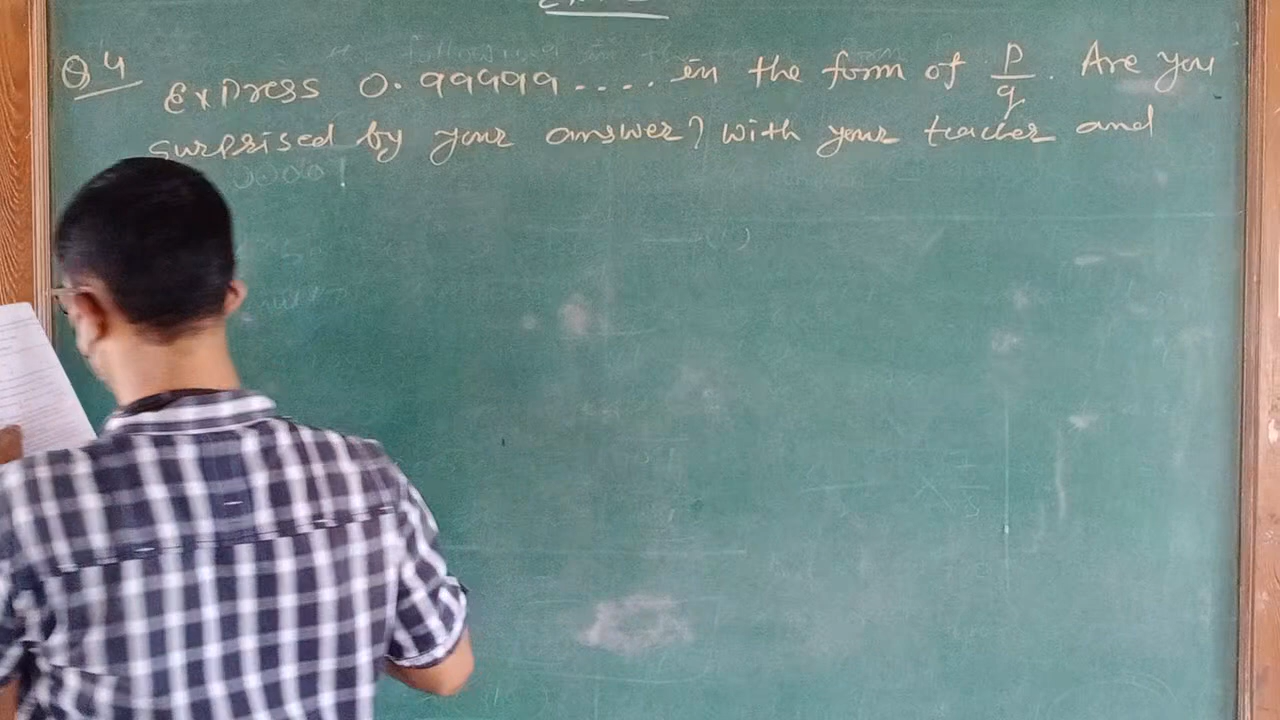 Q 4 Express 0.99999.... in the form of p/q. Are you
surprised by your answer? with your teacher and